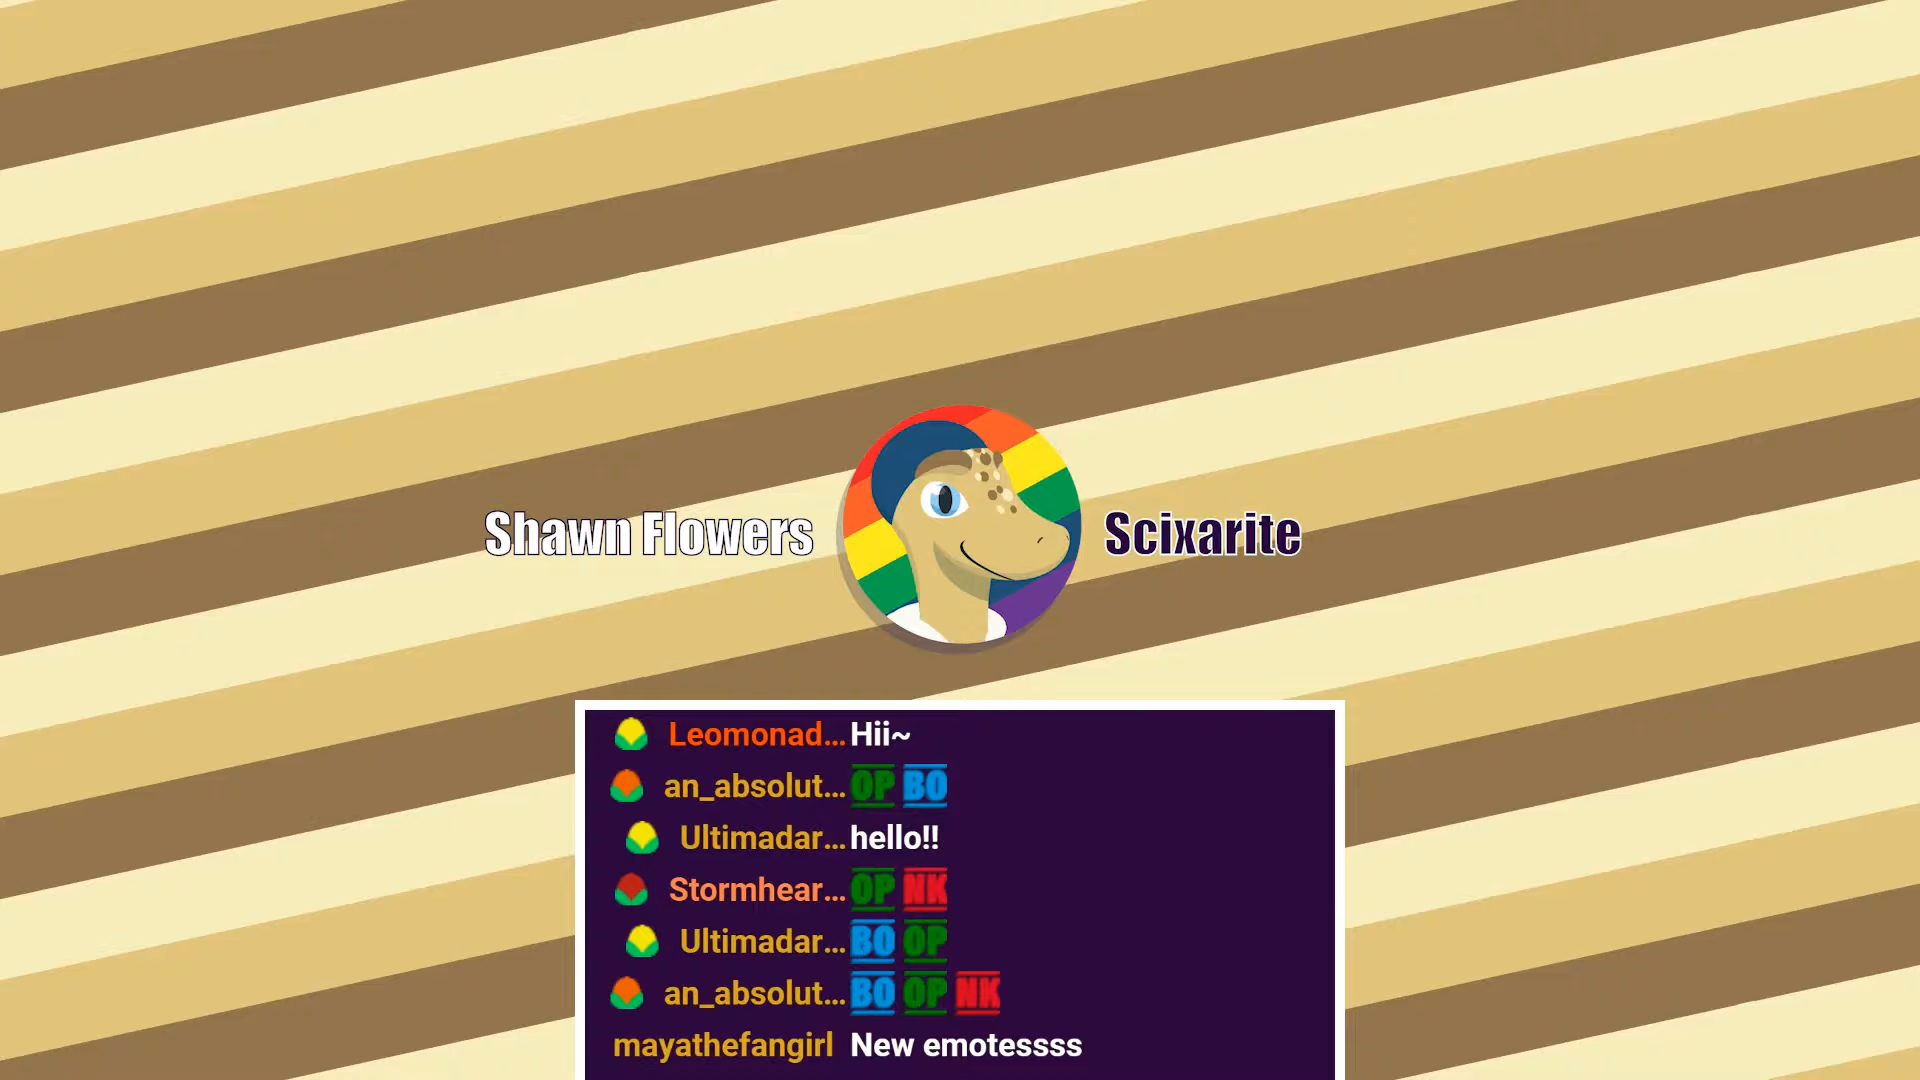 Shawn Flowers Scixarite
Leomonad... Hii~
an_absolut... OP BO
Ultimadar... hello!!
Stormhear... OP NK
Ultimadar... BO OP
an_absolut... BO OP NK
mayathefangirl New emotessss